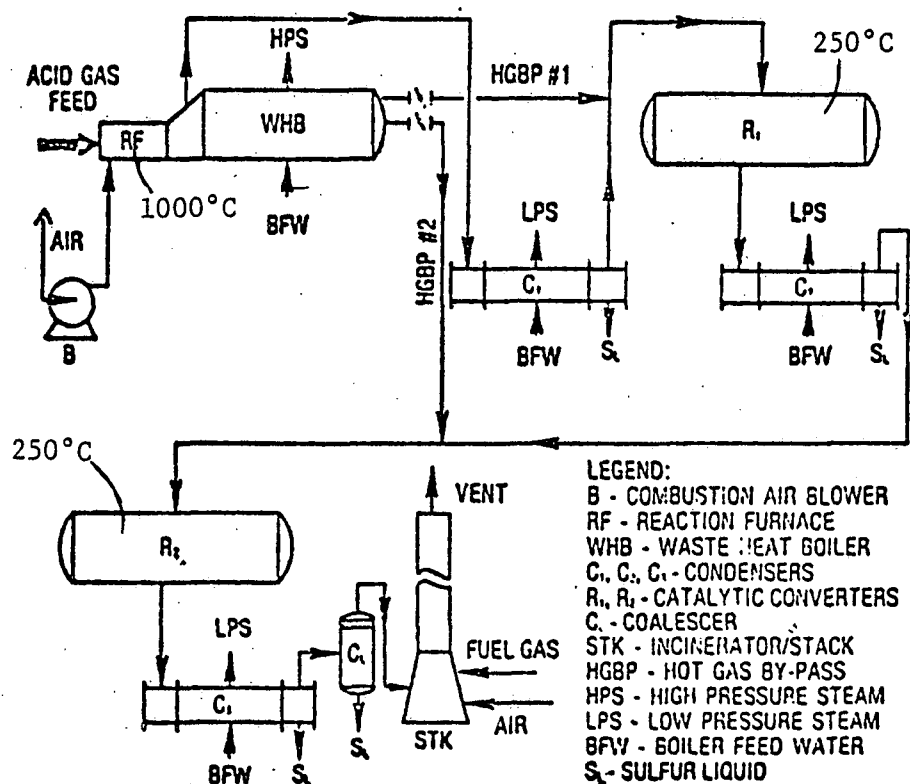 HPS
250°C
ACID GAS
FEED
HGBP #1
RF
WHB
R₁
1000°C
BFW
HGBP #2
LPS
LPS
AIR
C₁
C₁
B
BFW
Sₗ
BFW
Sₗ
250°C
VENT
R₂
LPS
FUEL GAS
Cₗ
C₃
AIR
STK
BFW
Sₗ
Sₗ
LEGEND:
B - COMBUSTION AIR BLOWER
RF - REACTION FURNACE
WHB - WASTE HEAT BOILER
C₁, C₂, C₃ - CONDENSERS
R₁, R₂ - CATALYTIC CONVERTERS
C. - COALESCER
STK - INCINERATOR/STACK
HGBP - HOT GAS BY-PASS
HPS - HIGH PRESSURE STEAM
LPS - LOW PRESSURE STEAM
BFW - BOILER FEED WATER
Sₗ - SULFUR LIQUID